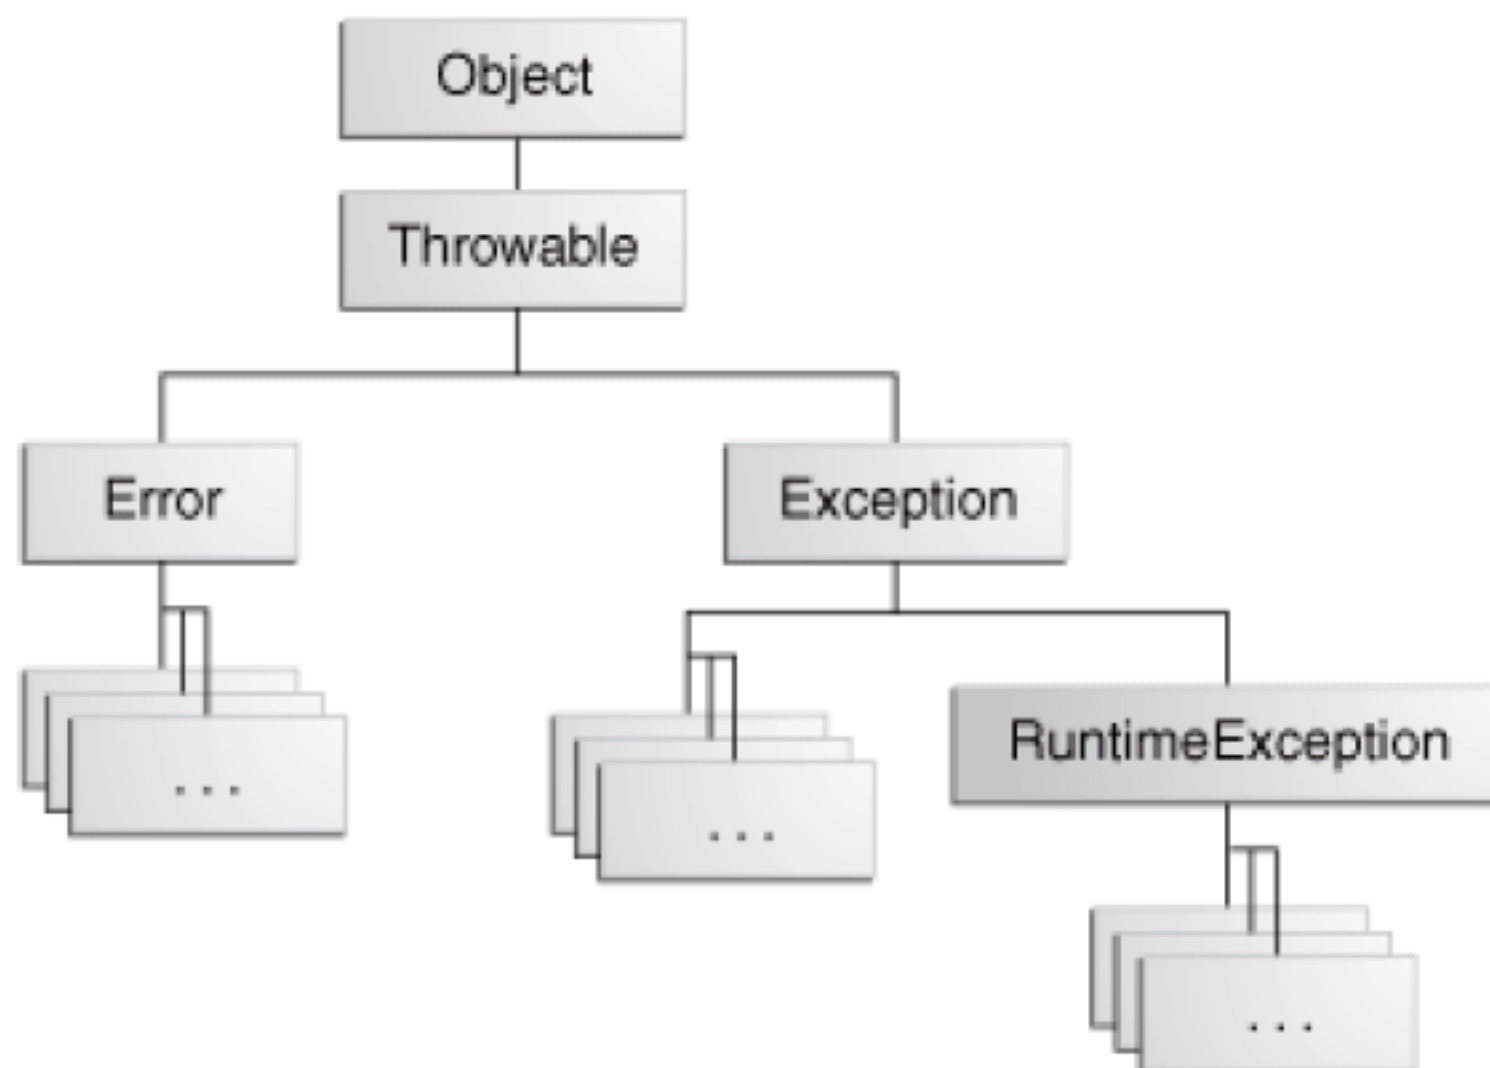 Object
Throwable
Error
Exception
RuntimeException
...
...
...